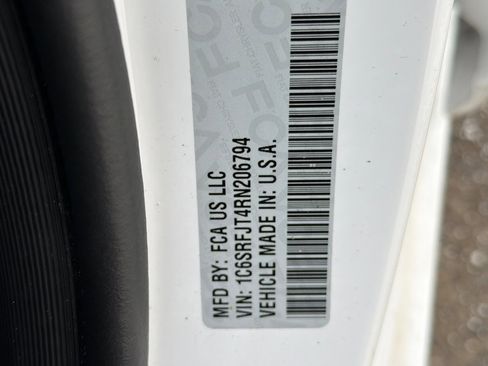 MFD BY: FCA US LLC
VIN: 1C6SRFJT4RN206794
VEHICLE MADE IN: U.S.A.